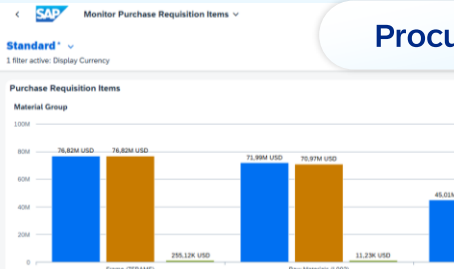 SAP
Monitor Purchase Requisition Items
Procu
Standard*
1 filter active: Display Currency
Purchase Requisition Items
Material Group
100M
80M
60M
40M
20M
0
76,82M USD
76,82M USD
255,12K USD
71,99M USD
70,97M USD
11,23K USD
45,01M